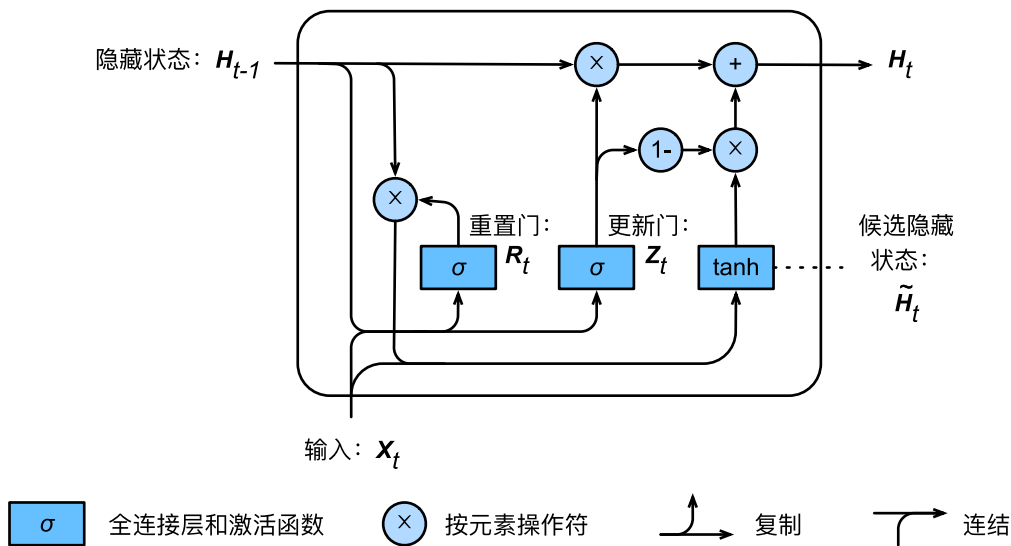 隐藏状态：H_{t-1}
×
+
H_t
1-
×
×
重置门：
R_t
更新门：
Z_t
候选隐藏
状态：
H̃_t
σ
σ
tanh
输入：X_t
σ 全连接层和激活函数
× 按元素操作符
复制
连结